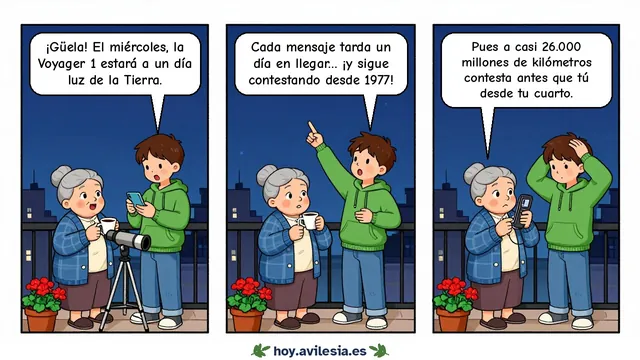 ¡Güela! El miércoles, la
Voyager 1 estará a un día
luz de la Tierra.
Cada mensaje tarda un
día en llegar... ¡y sigue
contestando desde 1977!
Pues a casi 26.000
millones de kilómetros
contesta antes que tú
desde tu cuarto.
hoy.avilesia.es